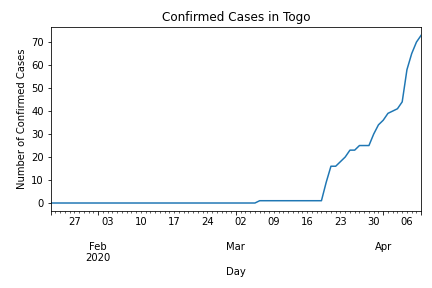 Confirmed Cases in Togo
Number of Confirmed Cases
70
60
50
40
30
20
10
0
27 03 10 17 24 02 09 16 23 30 06
Feb Mar Apr
2020
Day